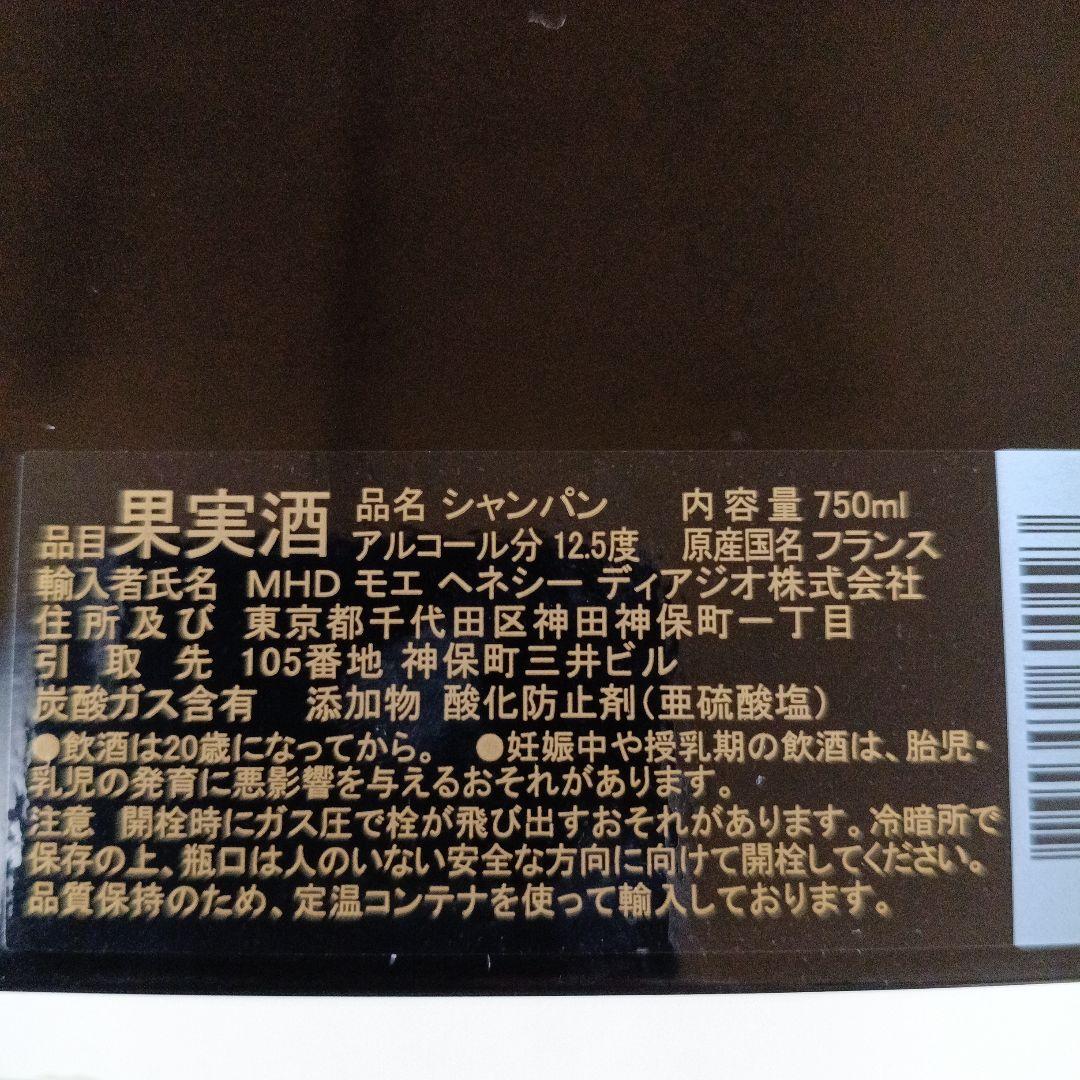 品目 果実酒 品名 シャンパン 内容量 750ml
アルコール分 12.5度 原産国名 フランス
輸入者氏名 MHD モエ ヘネシー ディアジオ株式会社
住所及び 東京都千代田区神田神保町一丁目
引取先 105番地 神保町三井ビル
炭酸ガス含有 添加物 酸化防止剤(亜硫酸塩)
●飲酒は20歳になってから。 ●妊娠中や授乳期の飲酒は、胎児・
乳児の発育に悪影響を与えるおそれがあります。
注意 開栓時にガス圧で栓が飛び出すおそれがあります。冷暗所で
保存の上、瓶口は人のいない安全な方向に向けて開栓してください。
品質保持のため、定温コンテナを使って輸入しております。